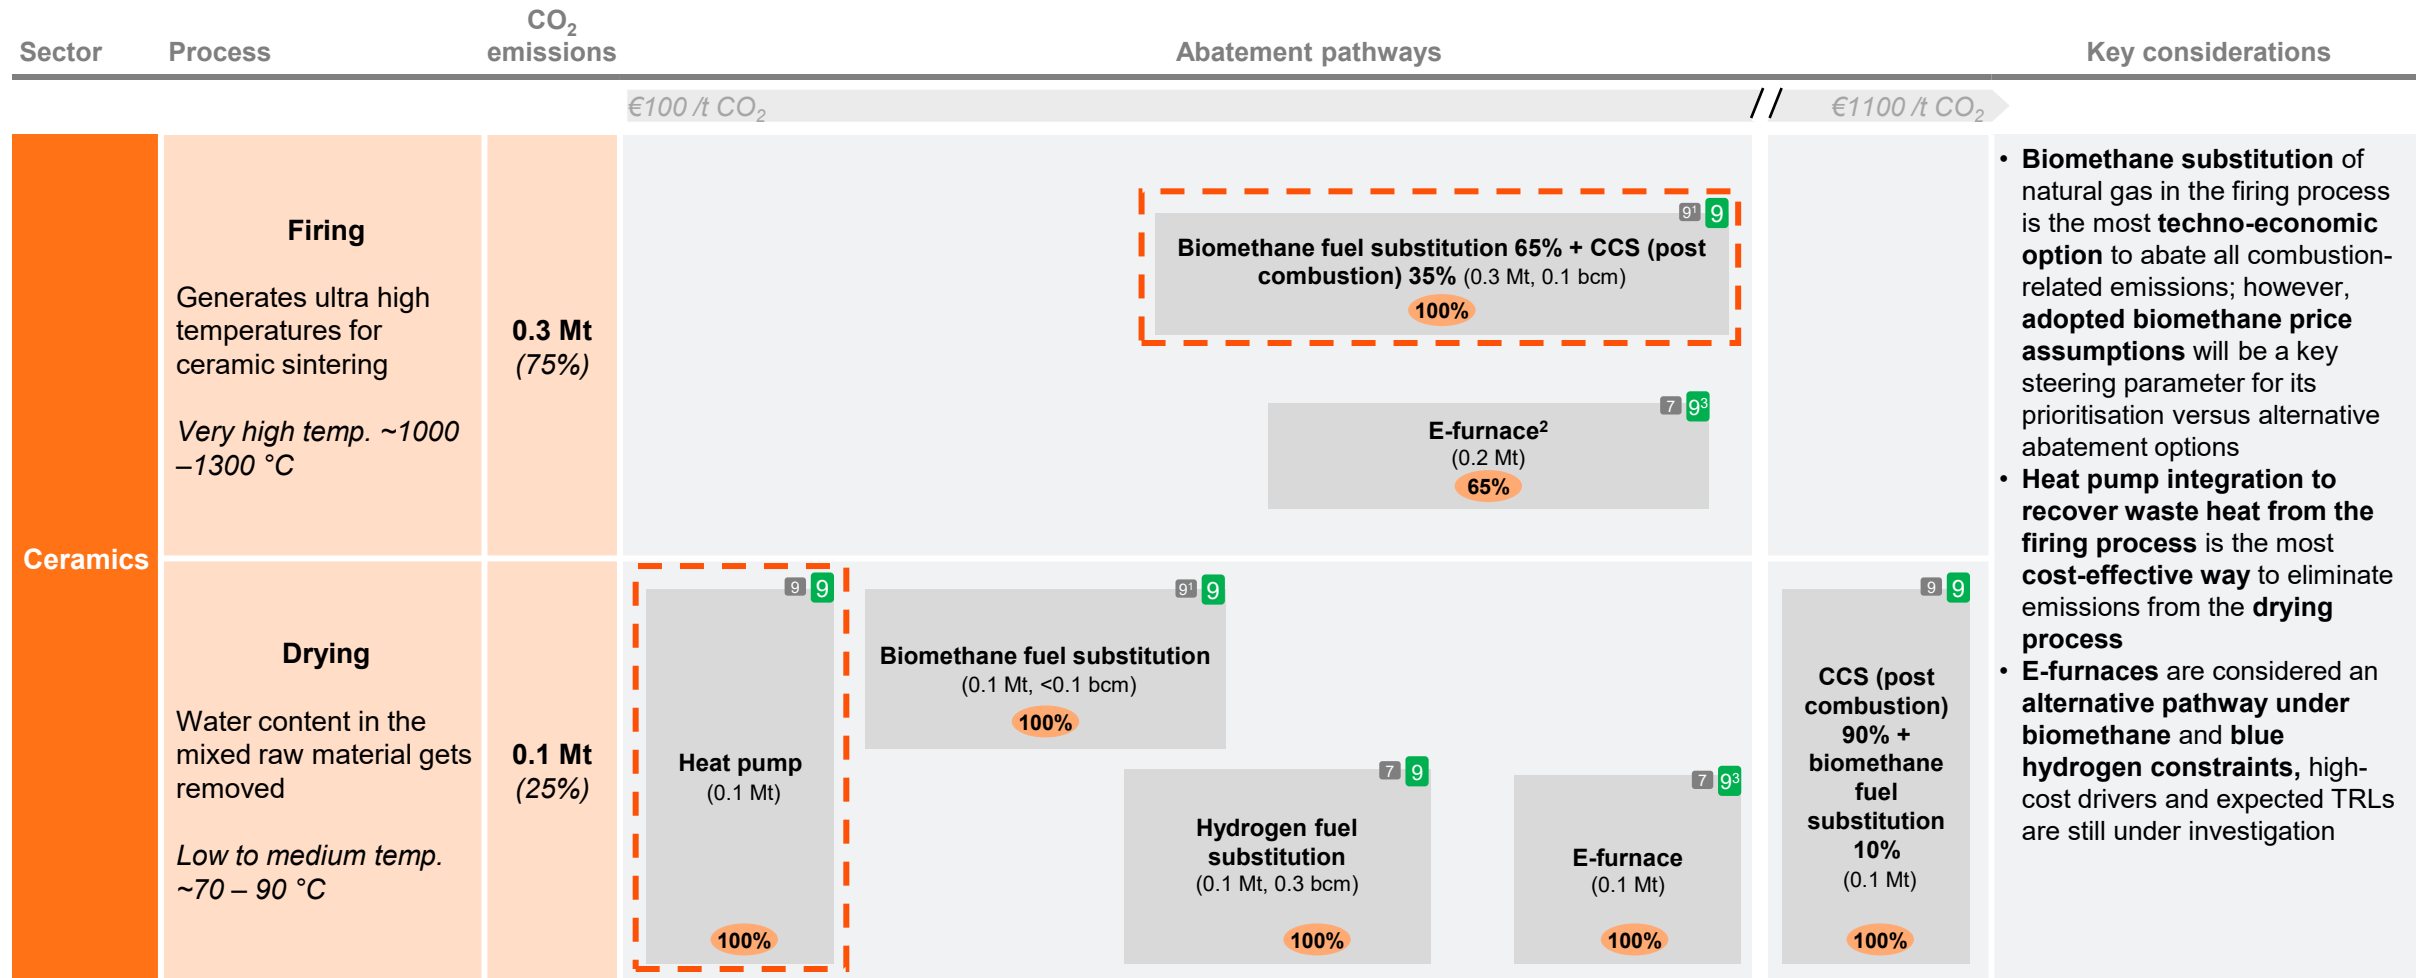 Sector
Process
CO₂
emissions
Abatement pathways
Key considerations
€100 /t CO₂
€1100 /t CO₂
Ceramics
Firing
Generates ultra high
temperatures for
ceramic sintering
Very high temp. ~1000
–1300 °C
0.3 Mt
(75%)
9¹ 9
Biomethane fuel substitution 65% + CCS (post
combustion) 35% (0.3 Mt, 0.1 bcm)
100%
7 9³
E-furnace²
(0.2 Mt)
65%
Drying
Water content in the
mixed raw material gets
removed
Low to medium temp.
~70 – 90 °C
0.1 Mt
(25%)
9 9
Heat pump
(0.1 Mt)
100%
9¹ 9
Biomethane fuel substitution
(0.1 Mt, <0.1 bcm)
100%
7 9
Hydrogen fuel
substitution
(0.1 Mt, 0.3 bcm)
100%
7 9³
E-furnace
(0.1 Mt)
100%
9 9
CCS (post
combustion)
90% +
biomethane
fuel
substitution
10%
(0.1 Mt)
100%
• Biomethane substitution of
natural gas in the firing process
is the most techno-economic
option to abate all combustion-
related emissions; however,
adopted biomethane price
assumptions will be a key
steering parameter for its
prioritisation versus alternative
abatement options
• Heat pump integration to
recover waste heat from the
firing process is the most
cost-effective way to eliminate
emissions from the drying
process
• E-furnaces are considered an
alternative pathway under
biomethane and blue
hydrogen constraints, high-
cost drivers and expected TRLs
are still under investigation